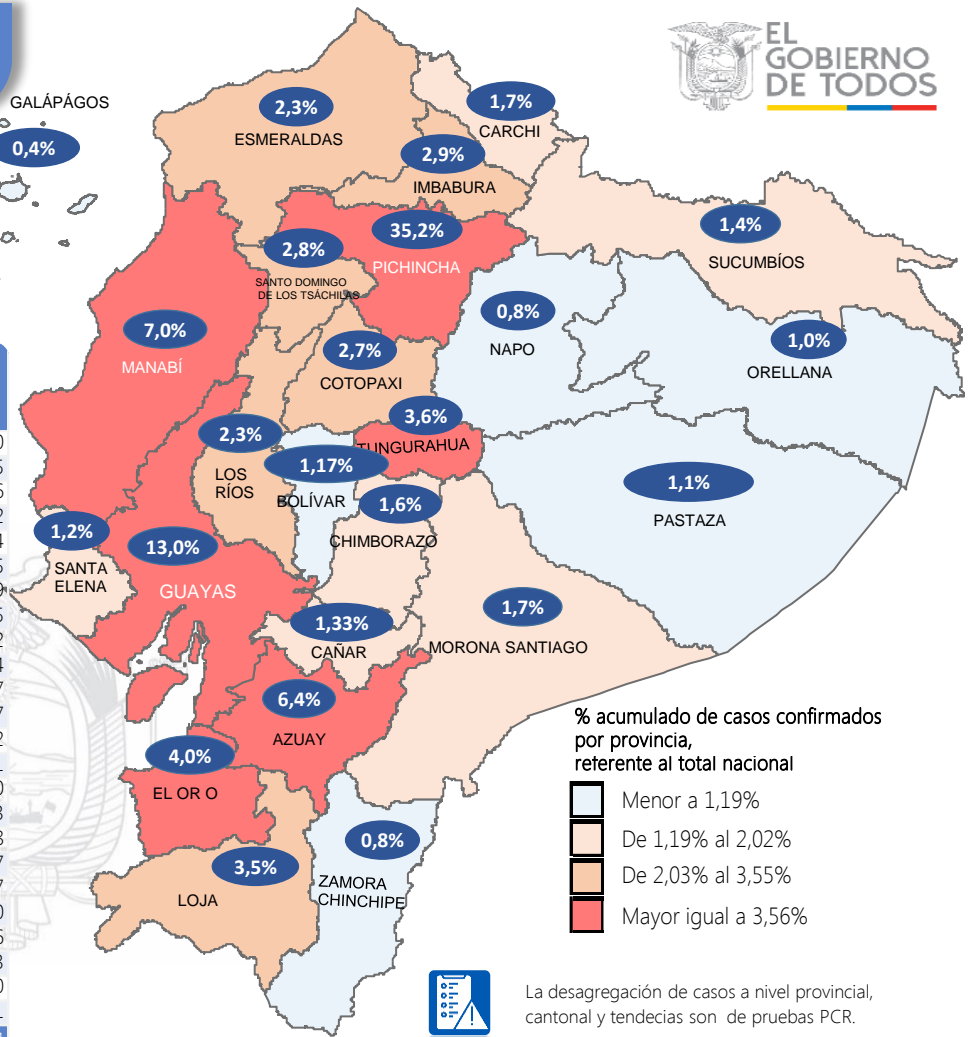 EL
GOBIERNO
DE TODOS
GALÁPÁGOS
0,4%
2,3%
ESMERALDAS
1,7%
CARCHI
2,9%
IMBABURA
35,2%
PICHINCHA
1,4%
SUCUMBÍOS
2,8%
SANTO DOMINGO
DE LOS TSÁCHILAS
7,0%
MANABÍ
0,8%
NAPO
1,0%
ORELLANA
2,7%
COTOPAXI
3,6%
TUNGURAHUA
2,3%
LOS
RÍOS
1,17%
BOLÍVAR
1,1%
PASTAZA
1,6%
CHIMBORAZO
1,2%
SANTA
ELENA
13,0%
GUAYAS
1,33%
CAÑAR
1,7%
MORONA SANTIAGO
6,4%
AZUAY
4,0%
EL OR O
3,5%
LOJA
0,8%
ZAMORA
CHINCHIPE
% acumulado de casos confirmados
por provincia,
referente al total nacional
Menor a 1,19%
De 1,19% al 2,02%
De 2,03% al 3,55%
Mayor igual a 3,56%
La desagregación de casos a nivel provincial,
cantonal y tendecias son de pruebas PCR.